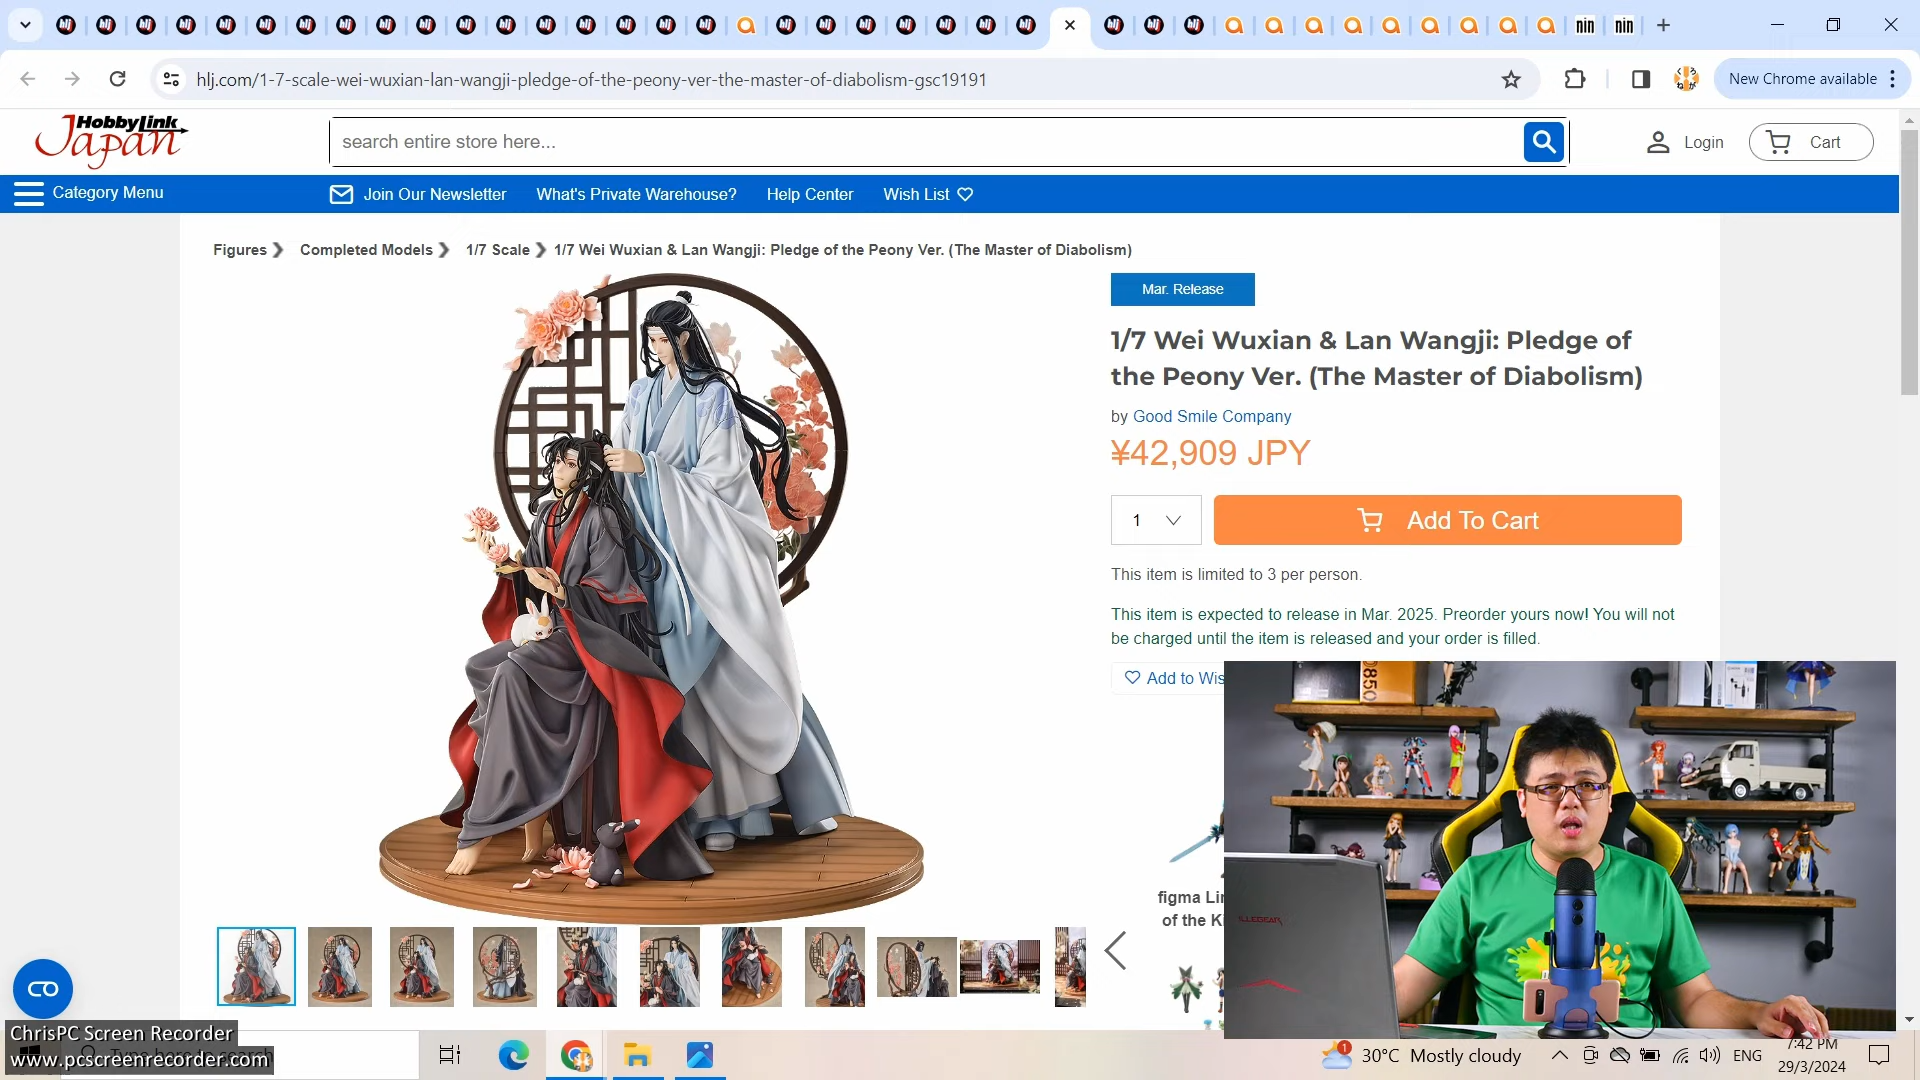 hlj.com/1-7-scale-wei-wuxian-lan-wangji-pledge-of-the-peony-ver-the-master-of-diabolism-gsc19191
New Chrome available
HobbyLink
Japan
search entire store here...
Login
Cart
Category Menu
Join Our Newsletter
What's Private Warehouse?
Help Center
Wish List
Figures
Completed Models
1/7 Scale
1/7 Wei Wuxian & Lan Wangji: Pledge of the Peony Ver. (The Master of Diabolism)
Mar. Release
1/7 Wei Wuxian & Lan Wangji: Pledge of
the Peony Ver. (The Master of Diabolism)
by Good Smile Company
¥42,909 JPY
1
Add To Cart
This item is limited to 3 per person.
This item is expected to release in Mar. 2025. Preorder yours now! You will not
be charged until the item is released and your order is filled.
Add to Wis
figma Lin
of the Ki
ChrisPC Screen Recorder
www.pcscreenrecorder.com
1
30°C Mostly cloudy
ENG
7:42 PM
29/3/2024